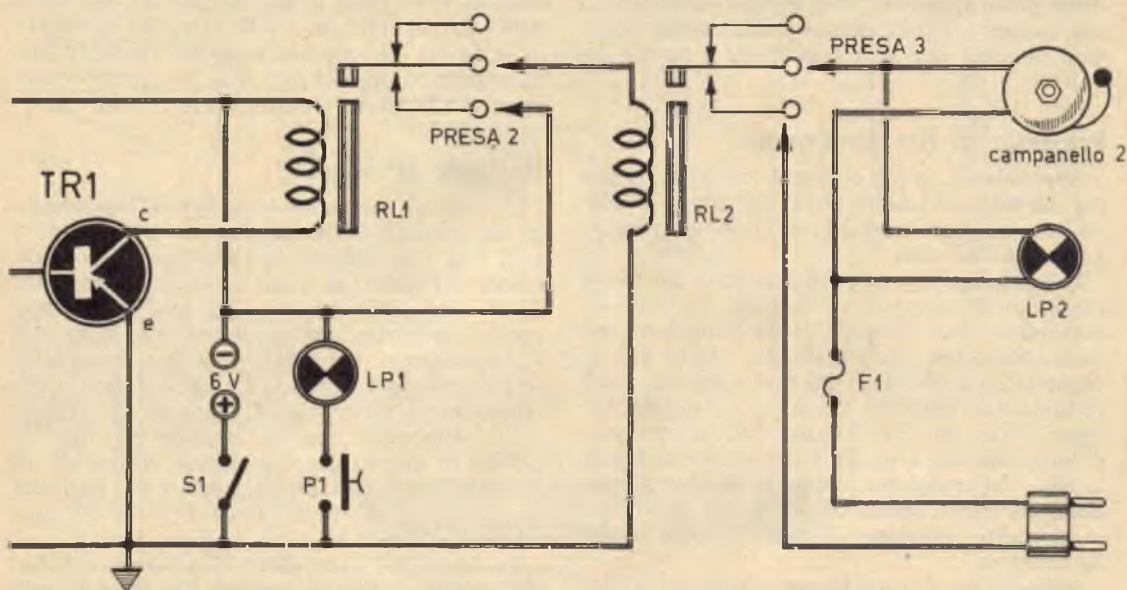 PRESA 2
PRESA 3
campanello 2
TR1
c
e
RL1
RL2
LP2
−
6 V
+
LP1
F1
S1
P1